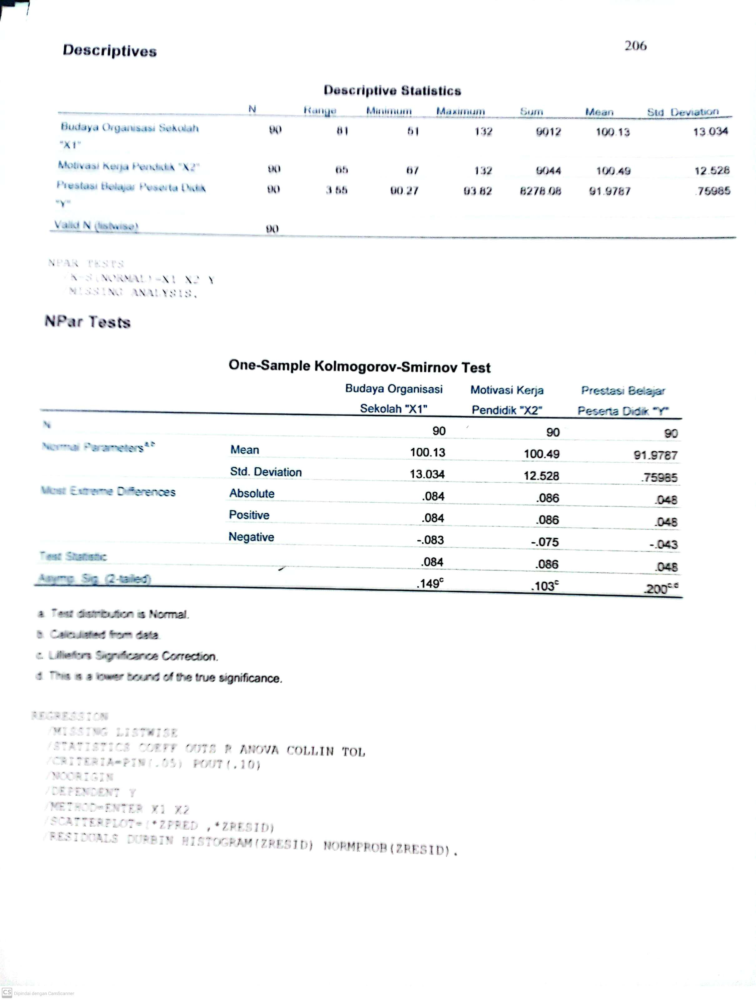 206
Descriptives
Descriptive Statistics
N Range Minimum Maximum Sum Mean Std. Deviation
Budaya Organisasi Sekolah 90 81 51 132 9012 100.13 13.034
"X1"
Motivasi Kerja Pendidik "X2" 90 65 67 132 9044 100.49 12.528
Prestasi Belajar Peserta Didik 90 3.55 90.27 93.82 8278.08 91.9787 .75985
"Y"
Valid N (listwise) 90
NPAR TESTS
/K-S(NORMAL)=X1 X2 Y
/MISSING ANALYSIS.
NPar Tests
One-Sample Kolmogorov-Smirnov Test
Budaya Organisasi Motivasi Kerja Prestasi Belajar
Sekolah "X1" Pendidik "X2" Peserta Didik "Y"
N 90 90 90
Normal Parameters a,b Mean 100.13 100.49 91.9787
Std. Deviation 13.034 12.528 .75985
Most Extreme Differences Absolute .084 .086 .048
Positive .084 .086 .048
Negative -.083 -.075 -.043
Test Statistic .084 .086 .048
Asymp. Sig. (2-tailed) .149c .103c .200c,d
a. Test distribution is Normal.
b. Calculated from data.
c. Lilliefors Significance Correction.
d. This is a lower bound of the true significance.
REGRESSION
/MISSING LISTWISE
/STATISTICS COEFF OUTS R ANOVA COLLIN TOL
/CRITERIA=PIN(.05) POUT(.10)
/NOORIGIN
/DEPENDENT Y
/METHOD=ENTER X1 X2
/SCATTERPLOT=(*ZPRED ,*ZRESID)
/RESIDUALS DURBIN HISTOGRAM(ZRESID) NORMPROB(ZRESID).
CS Dipindai dengan CamScanner